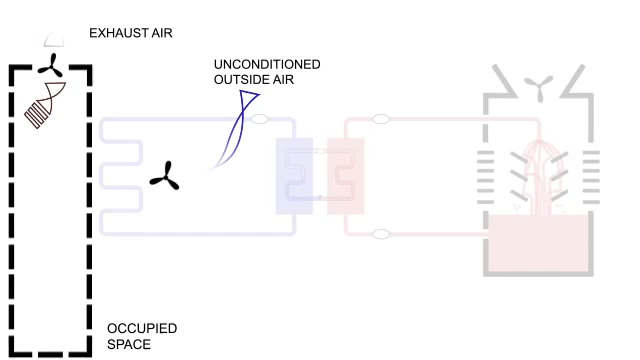 EXHAUST AIR
UNCONDITIONED
OUTSIDE AIR
OCCUPIED
SPACE